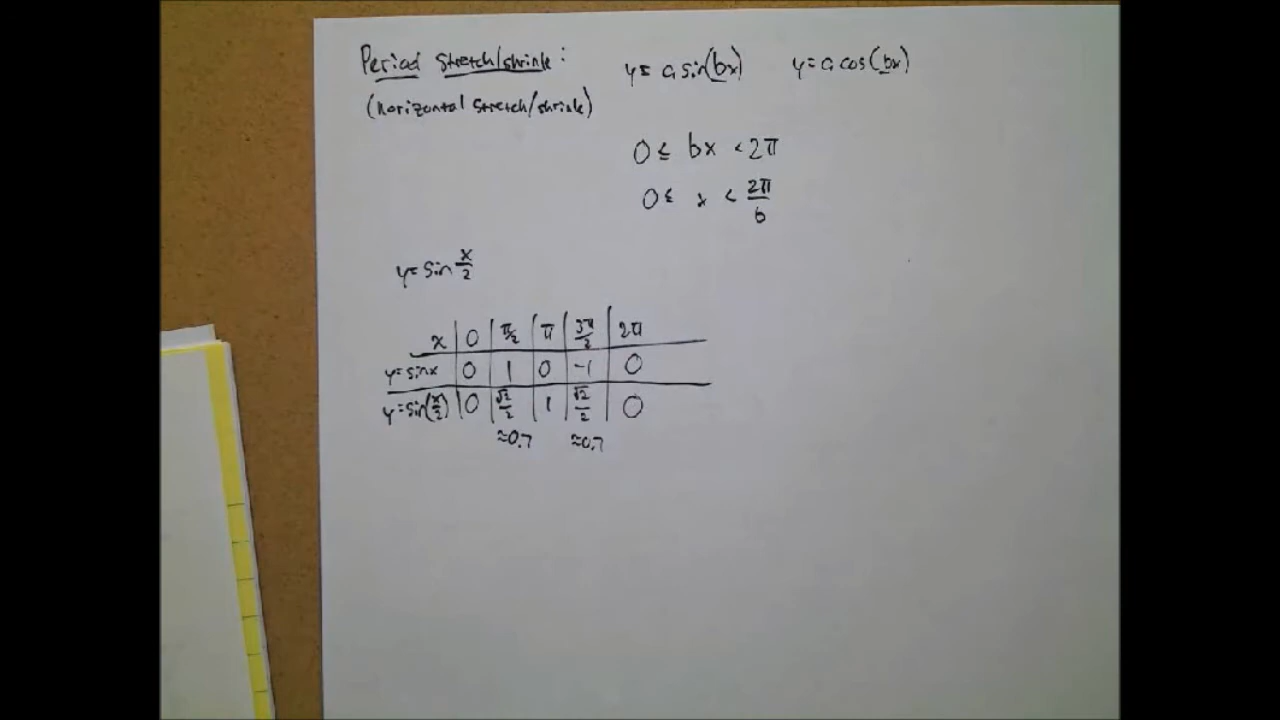 Period Stretch/shrink: y = a sin(bx) y = a cos(bx)
(horizontal stretch/shrink)
0 ≤ bx < 2π
0 ≤ x < 2π/b
y = sin x/2
x | 0 | π/2 | π | 3π/2 | 2π
y = sin x | 0 | 1 | 0 | -1 | 0
y = sin(x/2) | 0 | √2/2 | 1 | √2/2 | 0
≈0.7 ≈0.7